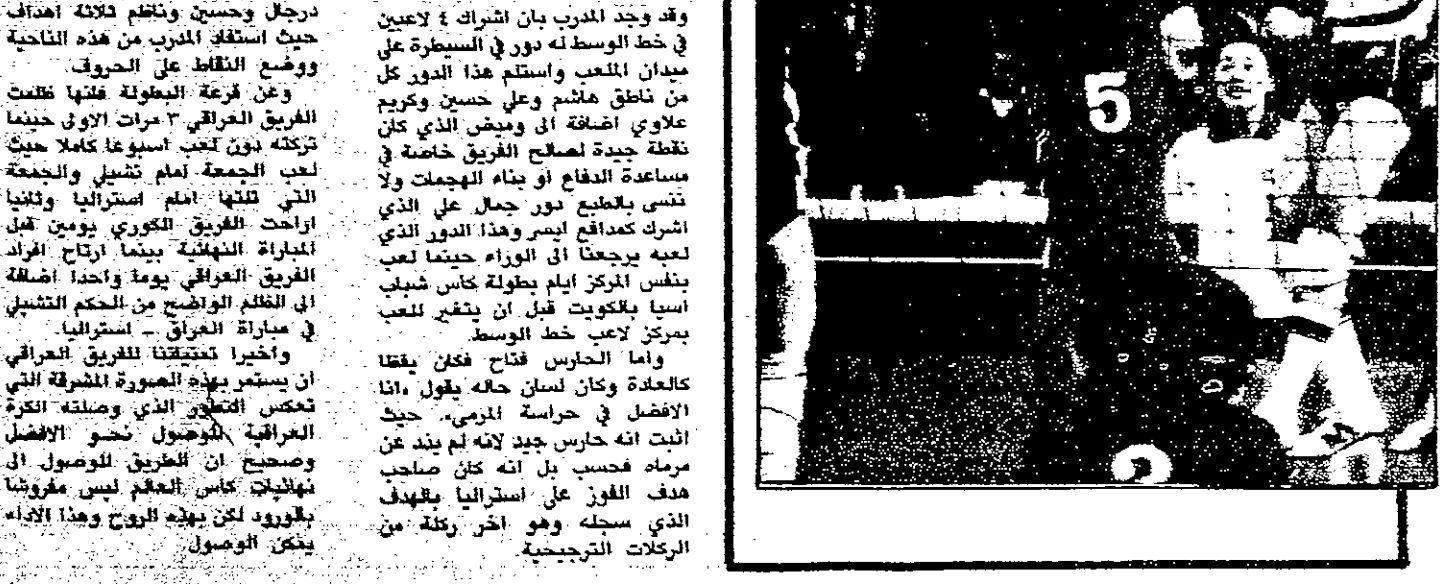 وقد وجد المدرب بان اشراك ٤ لاعبين
في خط الوسط له دور في السيطرة على
ميدان الملعب واستلم هذا الدور كل
من ناطق هاشم وعلي حسين وكريم
علاوي اضافة الى وميض الذي كان
نقطة جيدة لصالح الفريق خاصة في
مساعدة الدفاع او بناء الهجمات ولا
ننسى بالطبع دور جمال علي الذي
اشرك كمدافع ايسر وهذا الدور الذي
لعبه يرجعنا الى الوراء حينما لعب
بنفس المركز ايام بطولة كأس شباب
اسيا بالكويت قبل ان يتغير للعب
بمركز لاعب خط الوسط.
واما الحارس فتاح فكان يقظا
كالعادة وكان لسان حاله يقول «انا
الافضل في حراسة المرمى». حيث
اثبت انه حارس جيد لانه لم يذد عن
مرماه فحسب بل انه كان صاحب
هدف الفوز على استراليا بالهدف
الذي سجله وهو اخر ركلة من
الركلات الترجيحية
درجال وحسين وناظم ثلاثة اهداف
حيث استفاد المدرب من هذه الناحية
ووضع النقاط على الحروف.
وعن قرعة البطولة فلنها ظلمت
الفريق العراقي ٣ مرات الاولى حينما
تركته دون لعب اسبوعا كاملا حيث
لعب الجمعة امام تشيلي والجمعة
التي تلتها امام استراليا وثانيا
اراحت الفريق الكوري يومين قبل
المباراة النهائية بينما ارتاح افراد
الفريق العراقي يوما واحدا اضافة
الى الظلم الواضح من الحكم التشيلي
في مباراة العراق ـ استراليا.
واخيرا تمنياتنا للفريق العراقي
أن يستمر بهذه الصورة المشرقة التي
تعكس التطور الذي وصلته الكرة
العراقية للوصول نحو الافضل
وصحيح ان الطريق للوصول الى
نهائيات كأس العالم ليس مفروشا
بالورود لكن بهذه الروح وهذا الاداء
يمكن الوصول
5